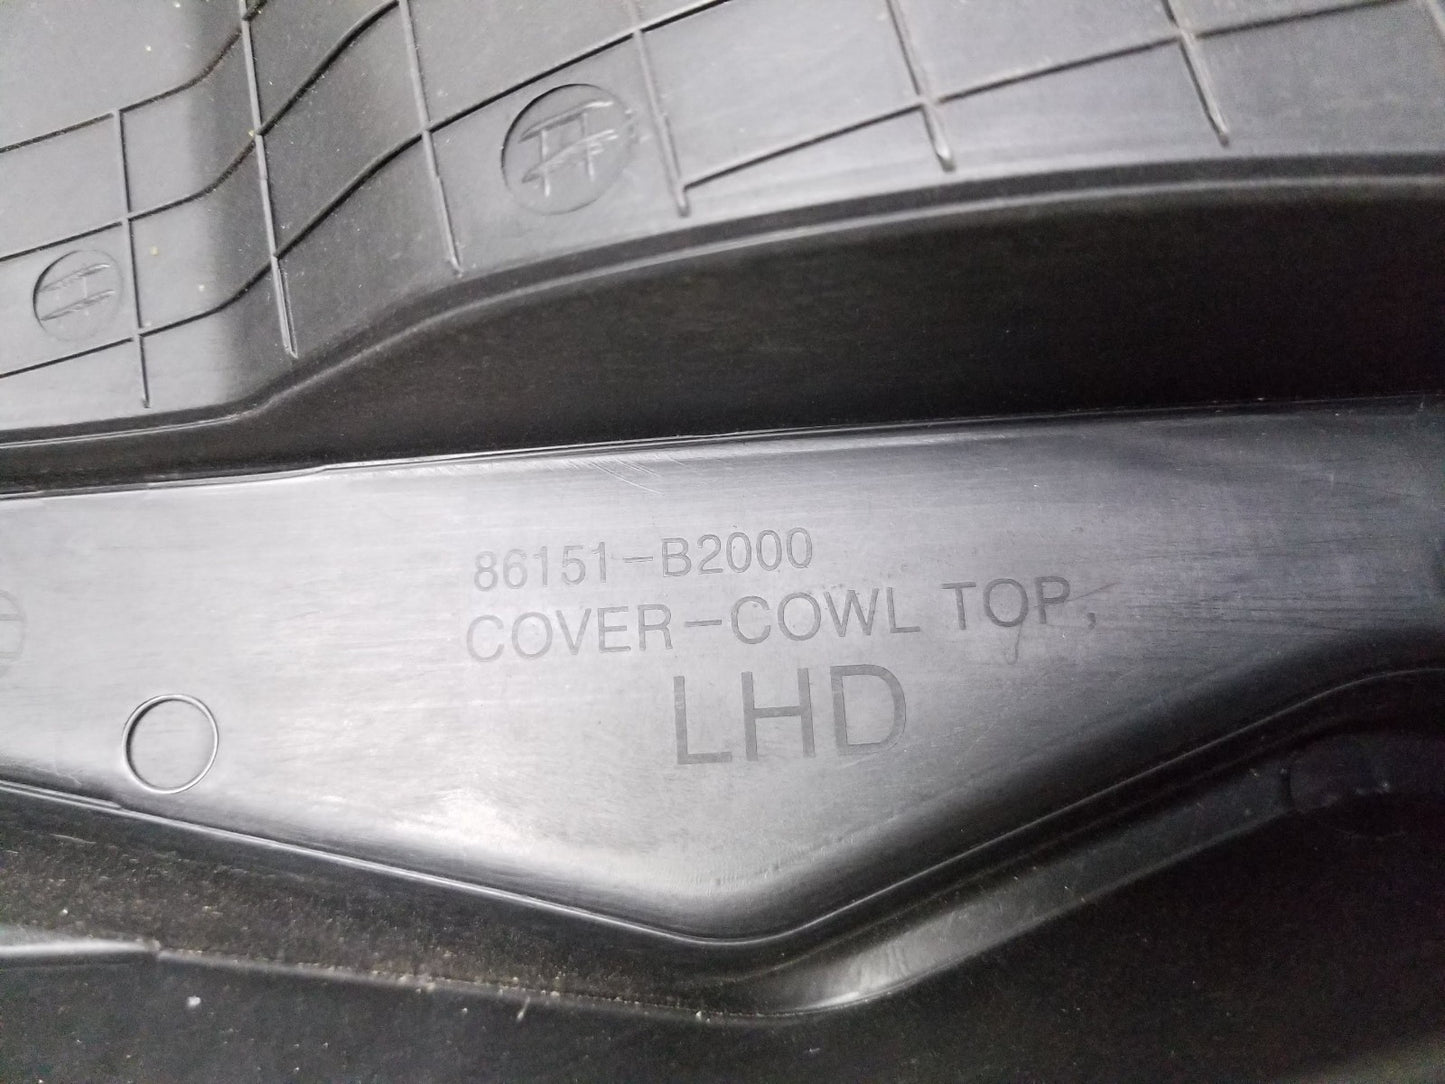 86151-B2000
COVER-COWL TOP,
LHD